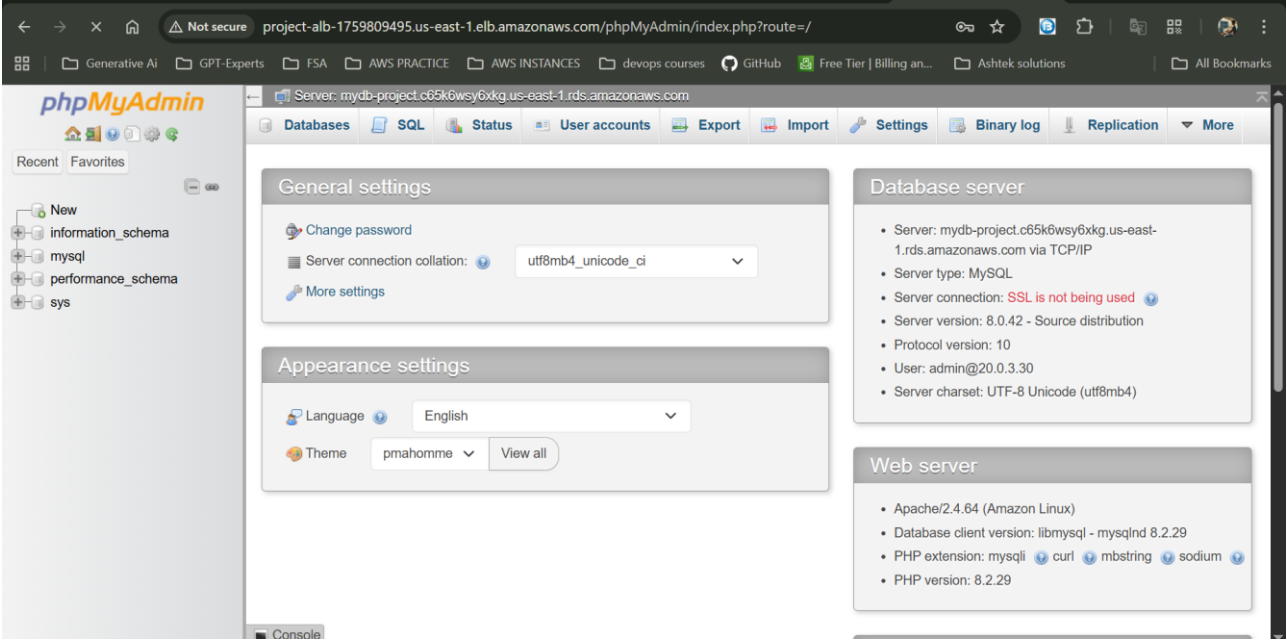 Not secure project-alb-1759809495.us-east-1.elb.amazonaws.com/phpMyAdmin/index.php?route=/
Generative Ai GPT-Experts FSA AWS PRACTICE AWS INSTANCES devops courses GitHub Free Tier | Billing an... Ashtek solutions All Bookmarks
phpMyAdmin
Recent Favorites
New
information_schema
mysql
performance_schema
sys
Server: mydb-project.c65k6wsy6xkg.us-east-1.rds.amazonaws.com
Databases SQL Status User accounts Export Import Settings Binary log Replication More
General settings
Change password
Server connection collation: utf8mb4_unicode_ci
More settings
Appearance settings
Language English
Theme pmahomme View all
Database server
Server: mydb-project.c65k6wsy6xkg.us-east-
1.rds.amazonaws.com via TCP/IP
Server type: MySQL
Server connection: SSL is not being used
Server version: 8.0.42 - Source distribution
Protocol version: 10
User: admin@20.0.3.30
Server charset: UTF-8 Unicode (utf8mb4)
Web server
Apache/2.4.64 (Amazon Linux)
Database client version: libmysql - mysqlnd 8.2.29
PHP extension: mysqli curl mbstring sodium
PHP version: 8.2.29
Console